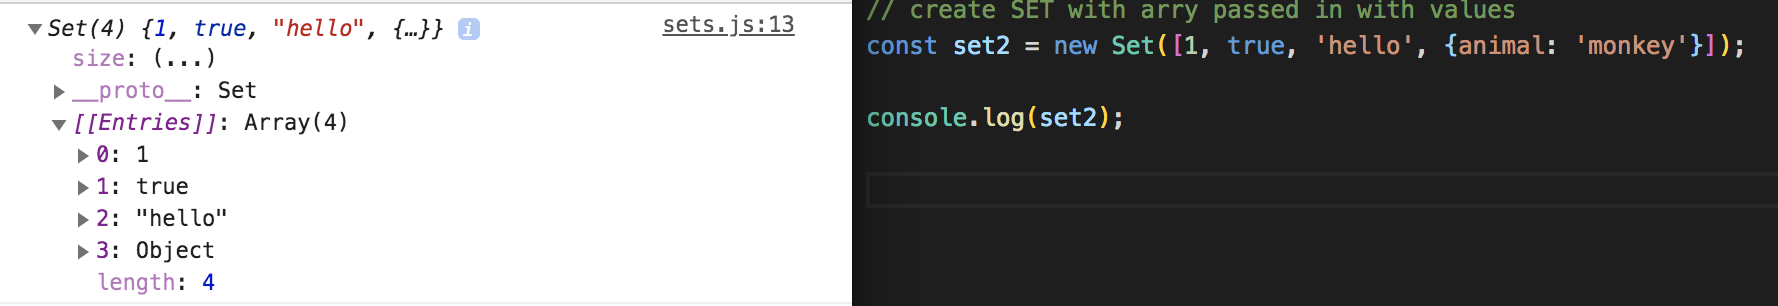 Set(4) {1, true, "hello", {…}} i sets.js:13
size: (...)
__proto__: Set
[[Entries]]: Array(4)
0: 1
1: true
2: "hello"
3: Object
length: 4
// create SET with arry passed in with values
const set2 = new Set([1, true, 'hello', {animal: 'monkey'}]);
console.log(set2);